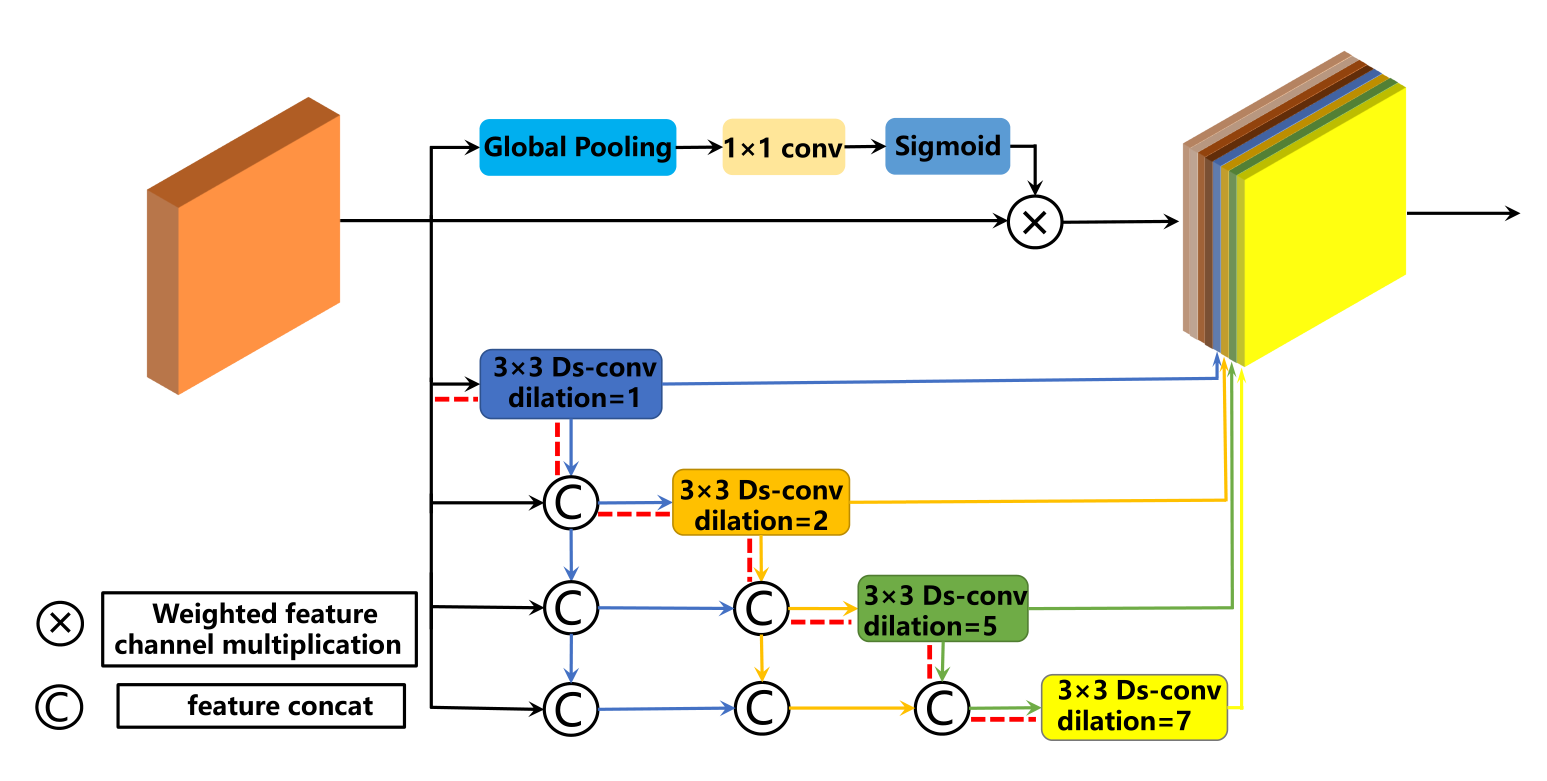 Global Pooling
1×1 conv
Sigmoid
×
3×3 Ds-conv
dilation=1
C
3×3 Ds-conv
dilation=2
C
C
3×3 Ds-conv
dilation=5
C
C
C
3×3 Ds-conv
dilation=7
×
Weighted feature
channel multiplication
C
feature concat